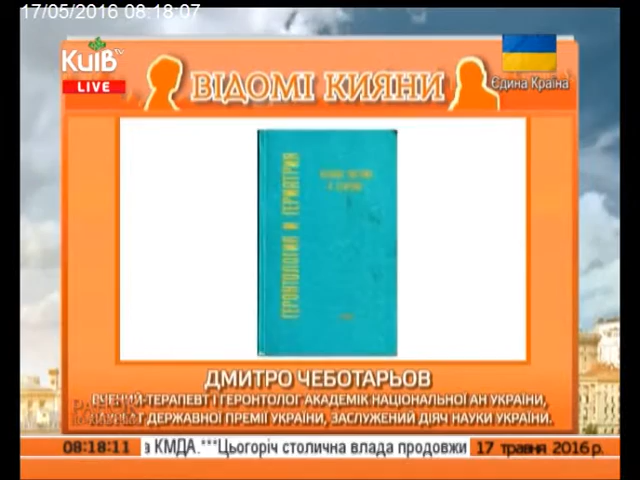 17/05/2016 08:18:07
КиїВ TV
LIVE
ВІДОМІ КИЯНИ
Єдина Країна
ГЕРОНТОЛОГИЯ И ГЕРИАТРИЯ
ДМИТРО ЧЕБОТАРЬОВ
ВЧЕНИЙ-ТЕРАПЕВТ І ГЕРОНТОЛОГ АКАДЕМІК НАЦІОНАЛЬНОЇ АН УКРАЇНИ,
ЛАУРЕАТ ДЕРЖАВНОЇ ПРЕМІЇ УКРАЇНИ, ЗАСЛУЖЕНИЙ ДІЯЧ НАУКИ УКРАЇНИ.
08:18:11 а КМДА.***Цьогоріч столична влада продовжи 17 травня 2016 р.